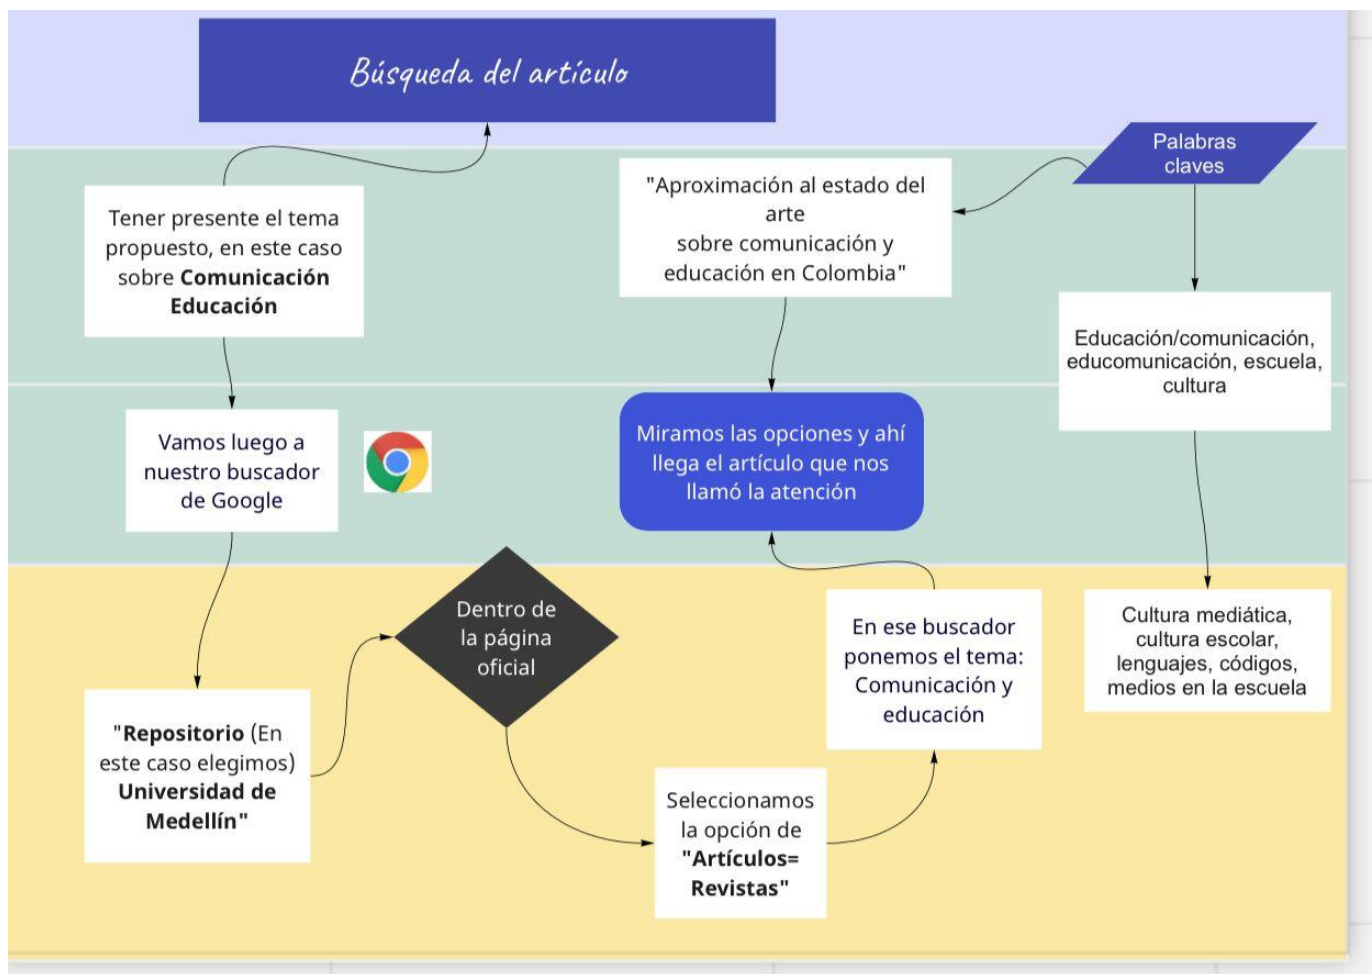 Búsqueda del artículo
Palabras
claves
"Aproximación al estado del
arte
sobre comunicación y
educación en Colombia"
Tener presente el tema
propuesto, en este caso
sobre Comunicación
Educación
Educación/comunicación,
educomunicación, escuela,
cultura
Vamos luego a
nuestro buscador
de Google
Miramos las opciones y ahí
llega el artículo que nos
llamó la atención
Dentro de
la página
oficial
En ese buscador
ponemos el tema:
Comunicación y
educación
Cultura mediática,
cultura escolar,
lenguajes, códigos,
medios en la escuela
"Repositorio (En
este caso elegimos)
Universidad de
Medellín"
Seleccionamos
la opción de
"Artículos=
Revistas"